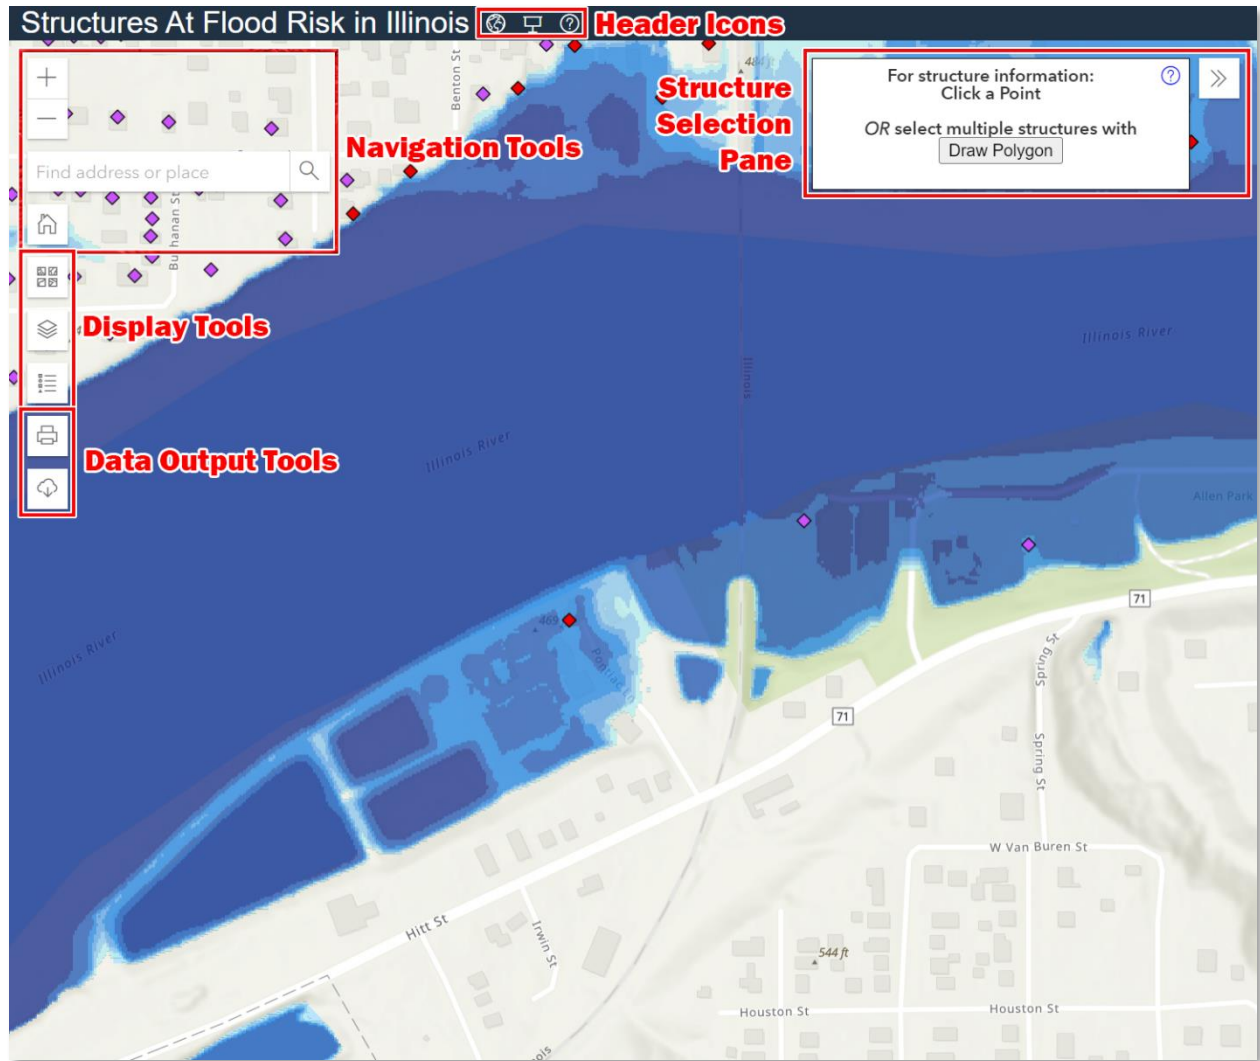 Structures At Flood Risk in Illinois
Header Icons
Benton St
484 ft
Structure
Selection
Pane
For structure information:
Click a Point
OR select multiple structures with
Draw Polygon
Navigation Tools
Find address or place
Buchanan St
Display Tools
Illinois River
Illinois
Illinois River
Data Output Tools
Allen Park
71
469
Illinois River
Spring St
71
Spring St
W Van Buren St
Hitt St
Irwin St
544 ft
Houston St
Houston St